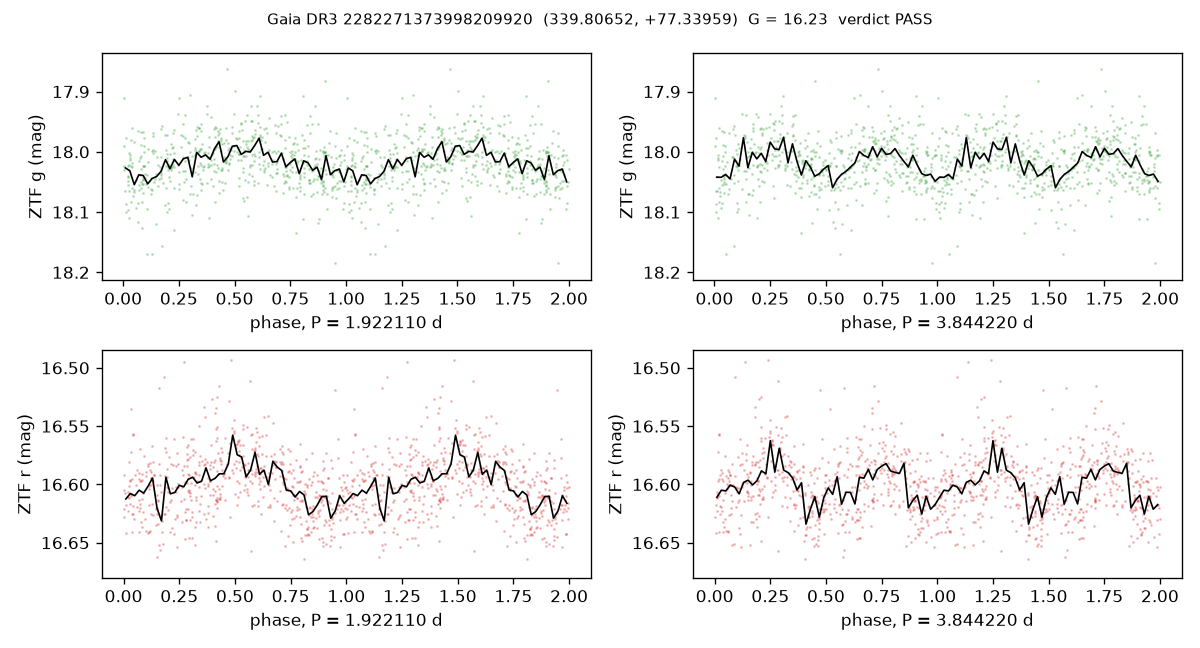 Gaia DR3 2282271373998209920 (339.80652, +77.33959) G = 16.23 verdict PASS
ZTF g (mag)
17.9
18.0
18.1
18.2
0.00 0.25 0.50 0.75 1.00 1.25 1.50 1.75 2.00
phase, P = 1.922110 d
ZTF g (mag)
17.9
18.0
18.1
18.2
0.00 0.25 0.50 0.75 1.00 1.25 1.50 1.75 2.00
phase, P = 3.844220 d
ZTF r (mag)
16.50
16.55
16.60
16.65
0.00 0.25 0.50 0.75 1.00 1.25 1.50 1.75 2.00
phase, P = 1.922110 d
ZTF r (mag)
16.50
16.55
16.60
16.65
0.00 0.25 0.50 0.75 1.00 1.25 1.50 1.75 2.00
phase, P = 3.844220 d